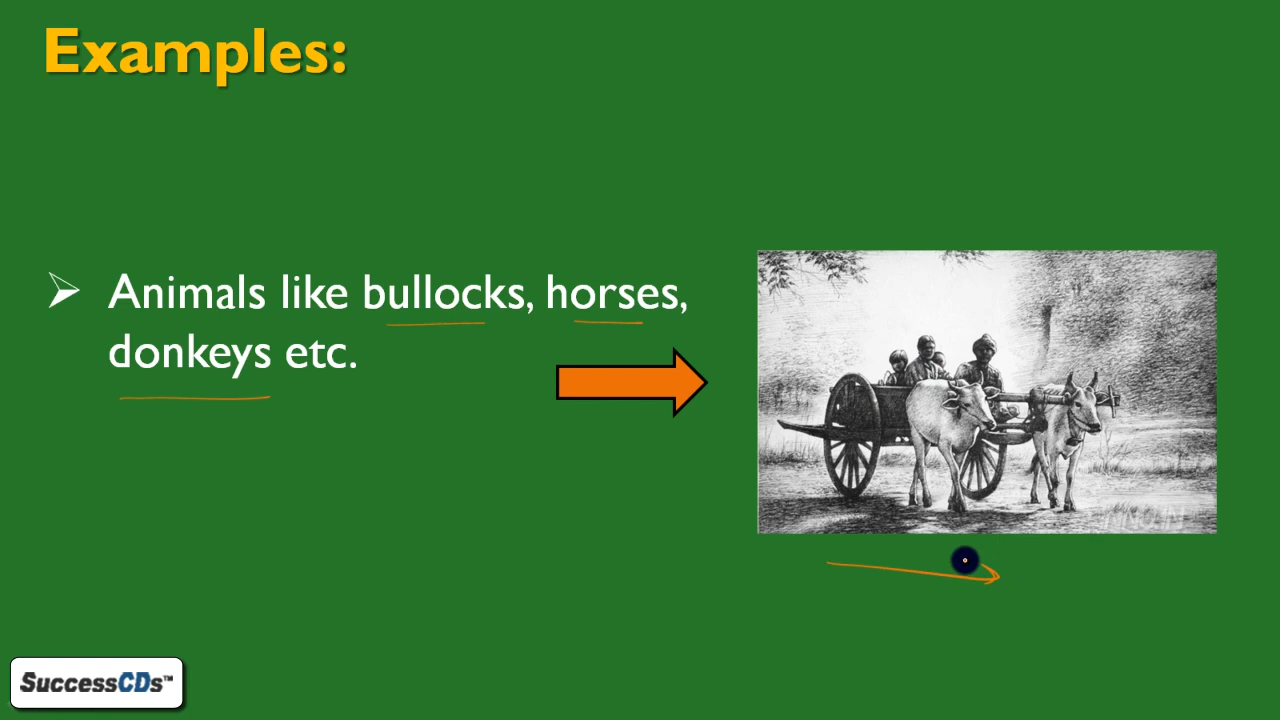 Examples:
➢ Animals like bullocks, horses,
donkeys etc.
SuccessCDs™